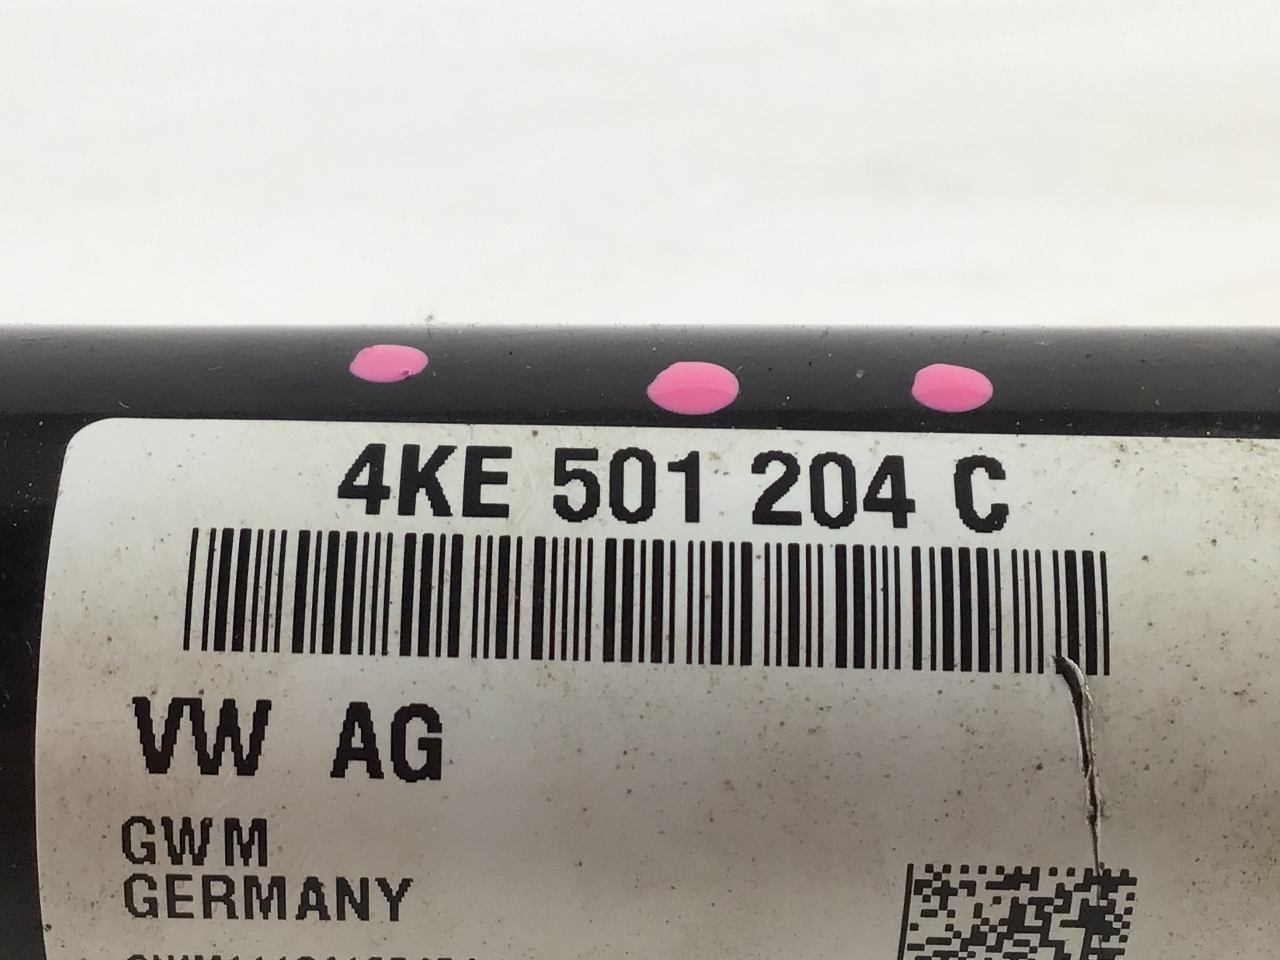 4KE 501 204 C
VW AG
GWM
GERMANY